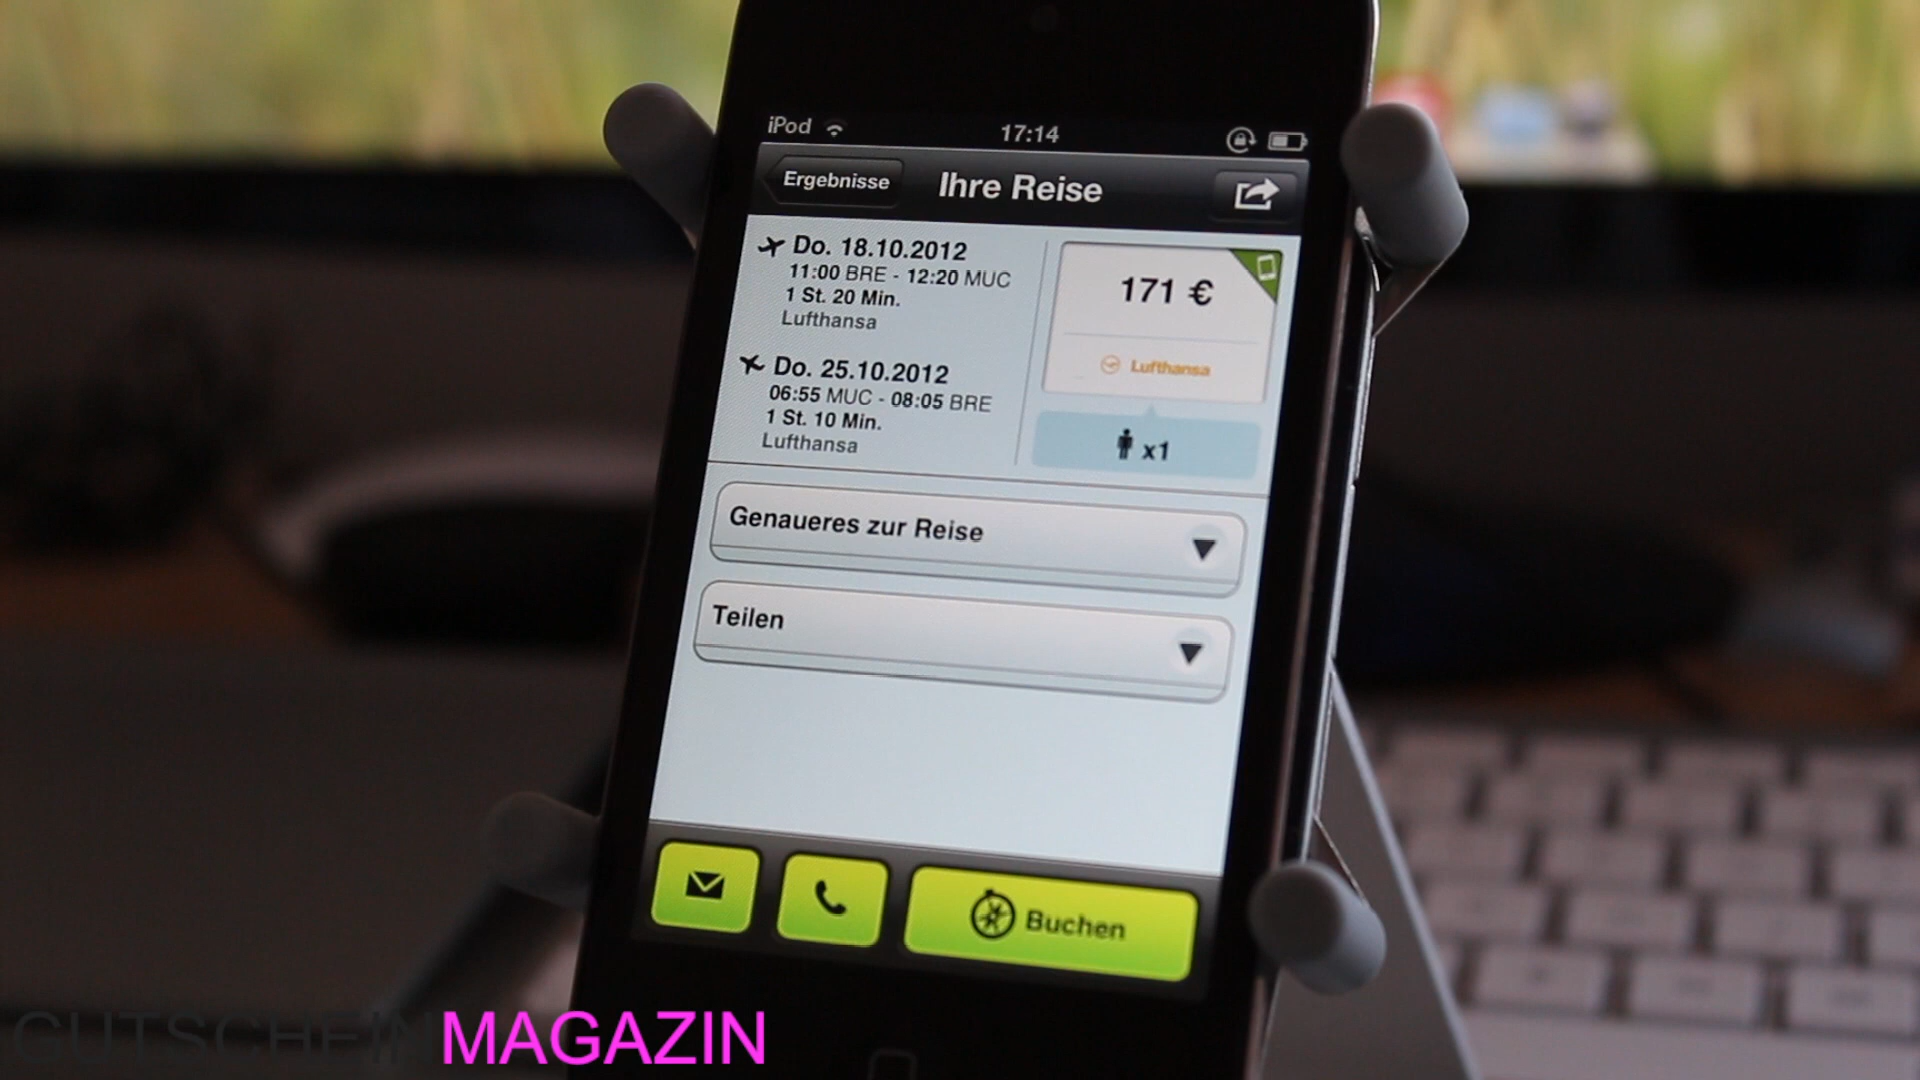 iPod 17:14
Ergebnisse Ihre Reise
Do. 18.10.2012
11:00 BRE - 12:20 MUC
1 St. 20 Min.
Lufthansa
171 €
Lufthansa
Do. 25.10.2012
06:55 MUC - 08:05 BRE
1 St. 10 Min.
Lufthansa
x1
Genaueres zur Reise
Teilen
Buchen
GUTSCHEINMAGAZIN